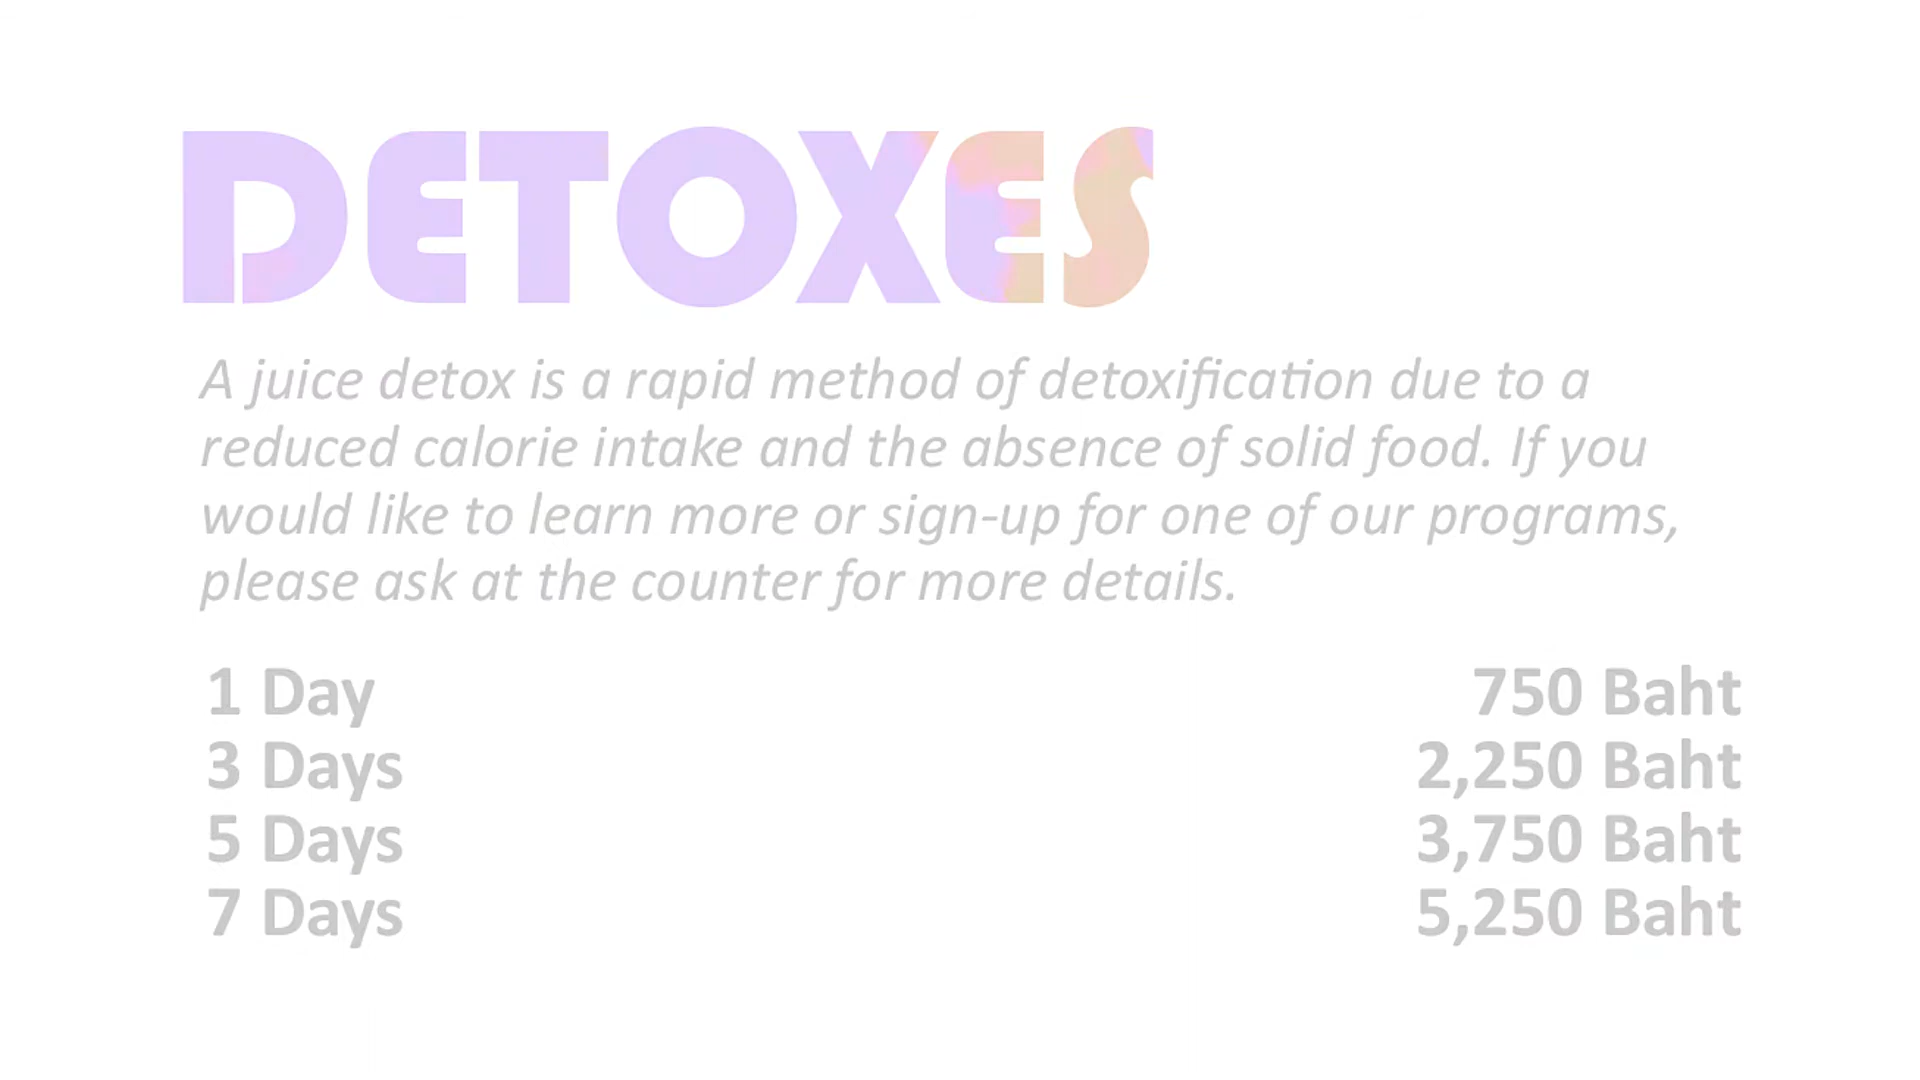 DETOXES
A juice detox is a rapid method of detoxification due to a
reduced calorie intake and the absence of solid food. If you
would like to learn more or sign-up for one of our programs,
please ask at the counter for more details.
1 Day 750 Baht
3 Days 2,250 Baht
5 Days 3,750 Baht
7 Days 5,250 Baht